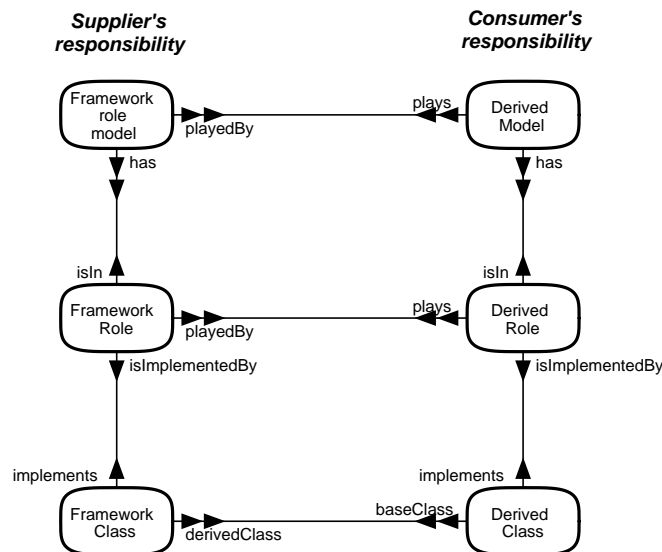 Supplier's
responsibility
Consumer's
responsibility
Framework
role
model
playedBy
plays
Derived
Model
has
has
isIn
isIn
Framework
Role
playedBy
plays
Derived
Role
isImplementedBy
isImplementedBy
implements
implements
Framework
Class
derivedClass
baseClass
Derived
Class